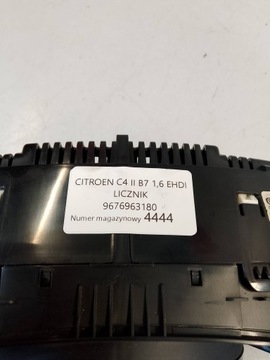 CITROEN C4 II B7 1,6 EHDI
LICZNIK
9676963180
Numer magazynowy 4444